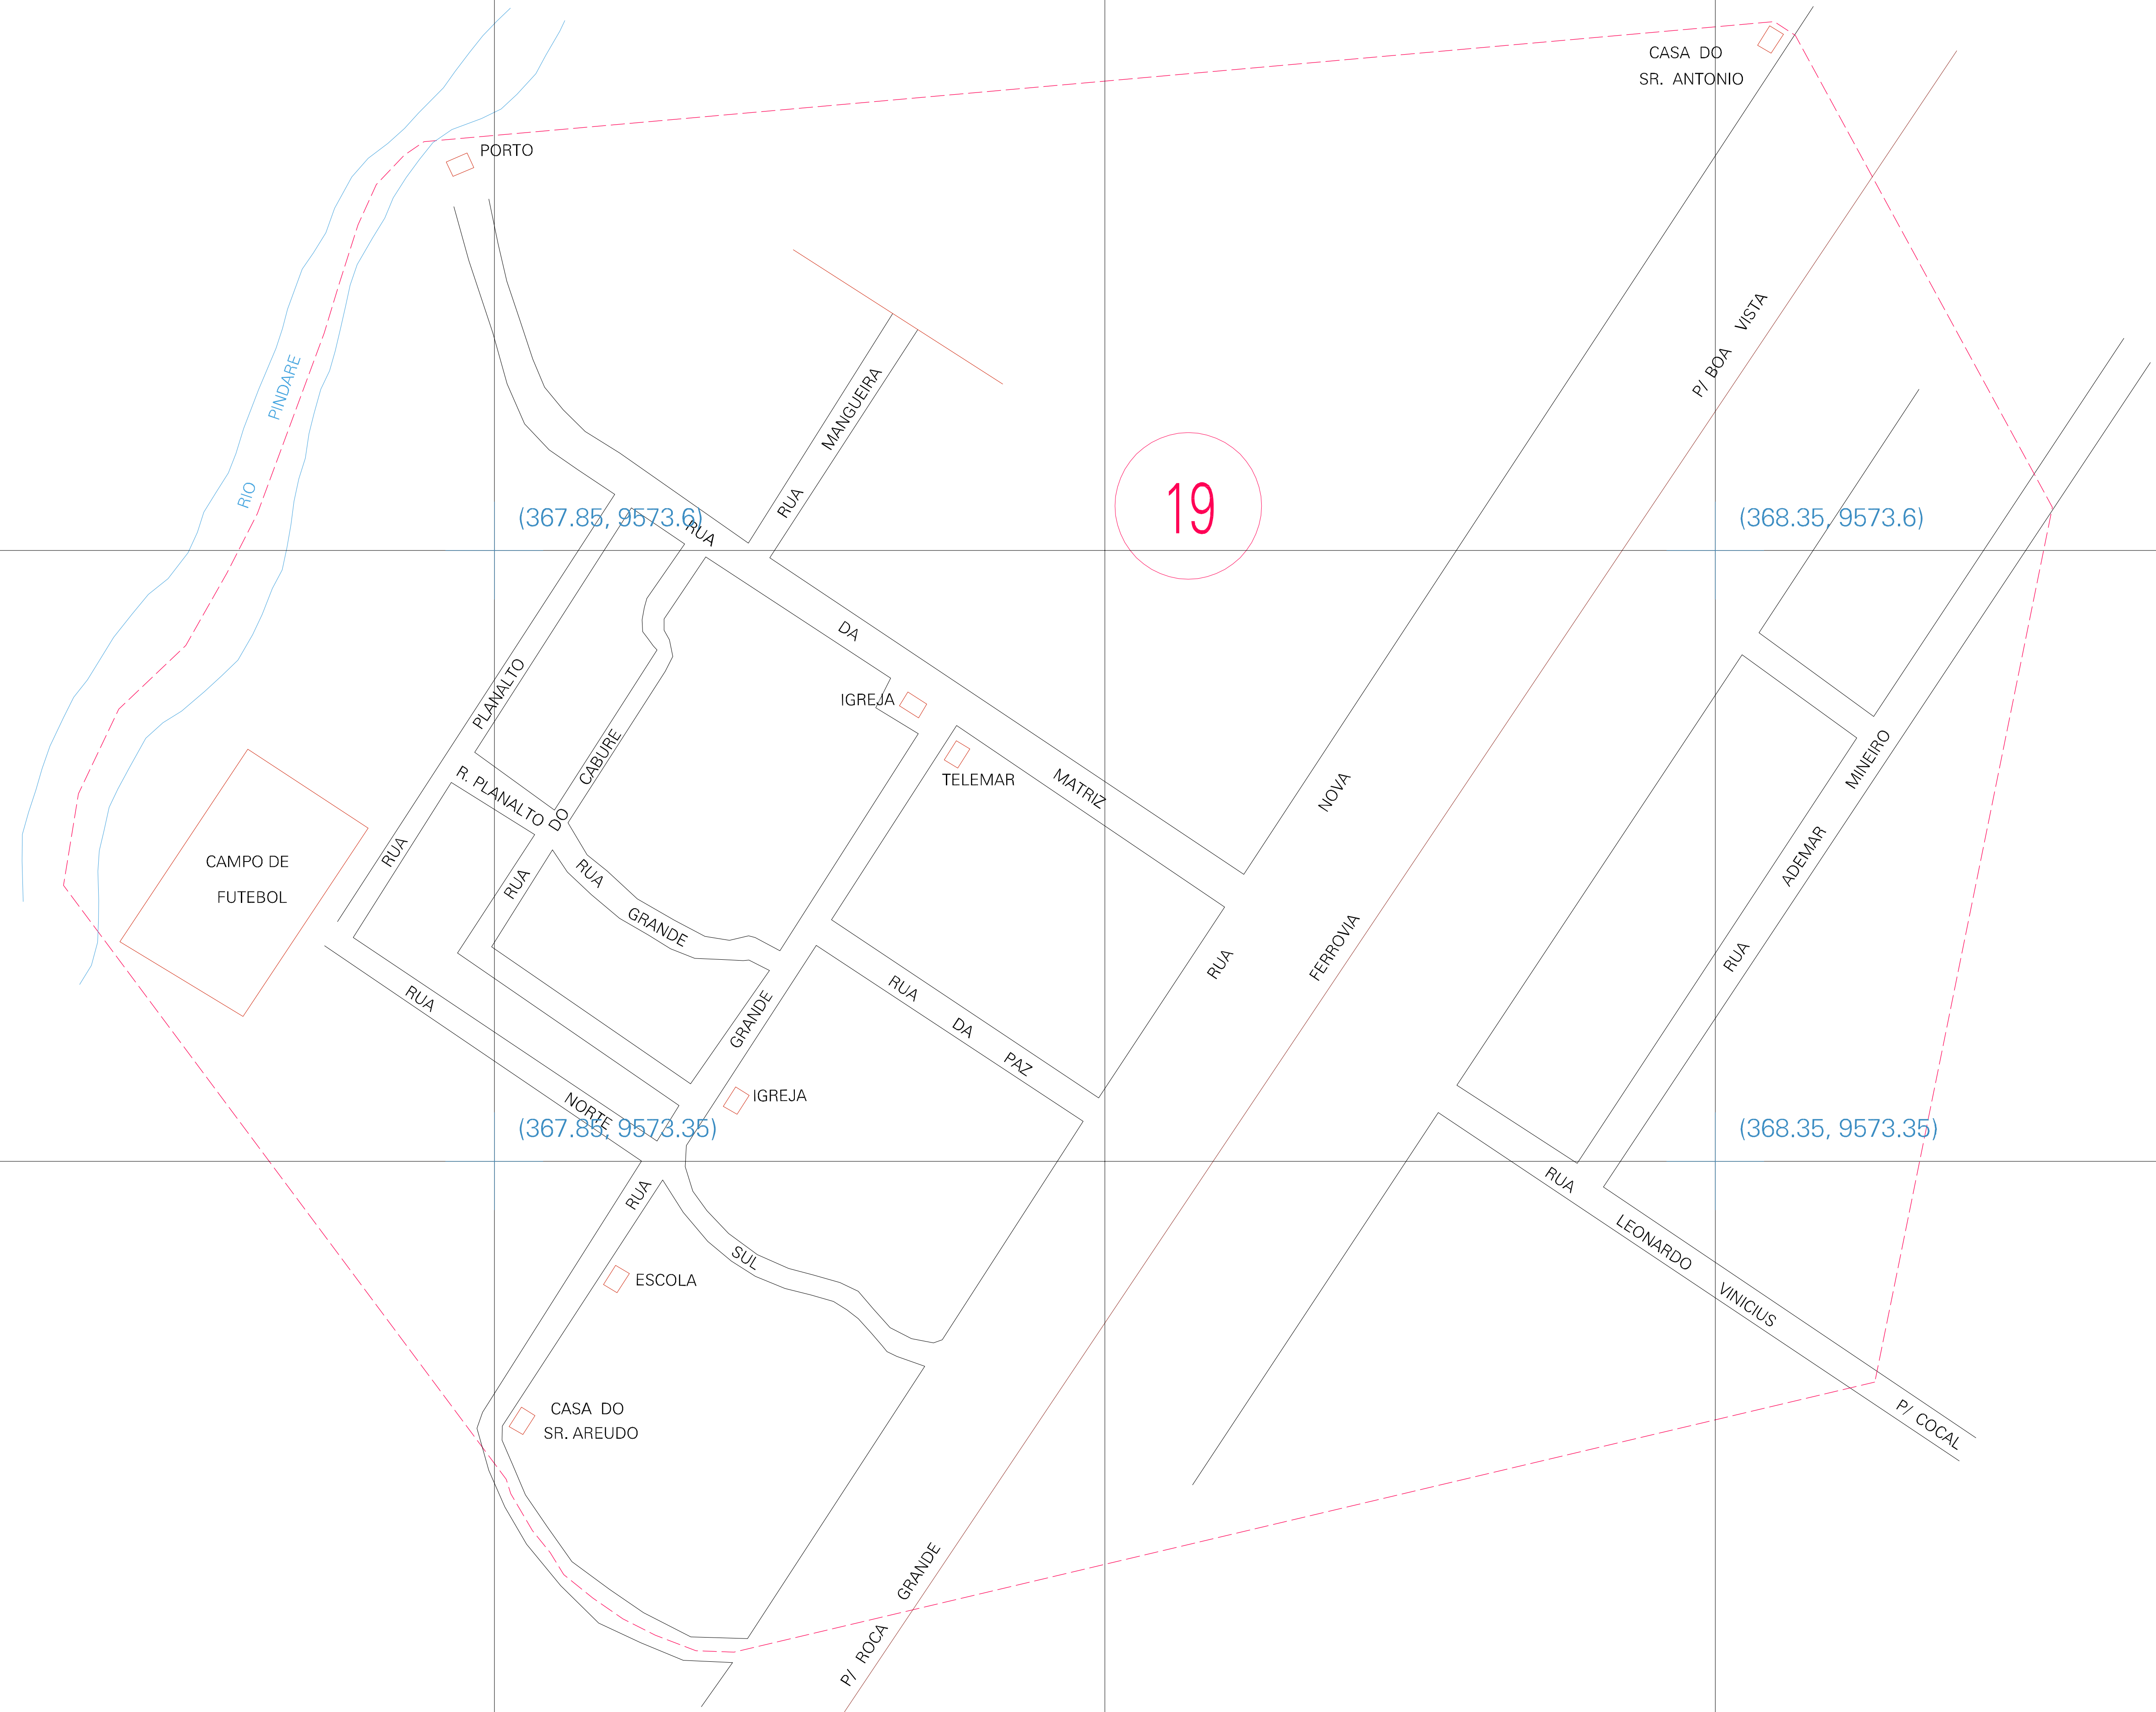 CASA DO
SR. ANTONIO
PORTO
P/ BOA VISTA
RIO PINDARE
RUA MANGUEIRA
19
(367.85, 9573.6)
(368.35, 9573.6)
RUA DA MATRIZ
RUA PLANALTO
IGREJA
TELEMAR
R. PLANALTO
RUA DO CABURE
RUA NOVA
RUA ADEMAR MINEIRO
CAMPO DE
FUTEBOL
RUA GRANDE
FERROVIA
RUA DA PAZ
RUA NORTE
GRANDE
IGREJA
(367.85, 9573.35)
(368.35, 9573.35)
RUA
SUL
RUA LEONARDO VINICIUS
ESCOLA
CASA DO
SR. AREUDO
P/ COCAL
P/ ROCA GRANDE